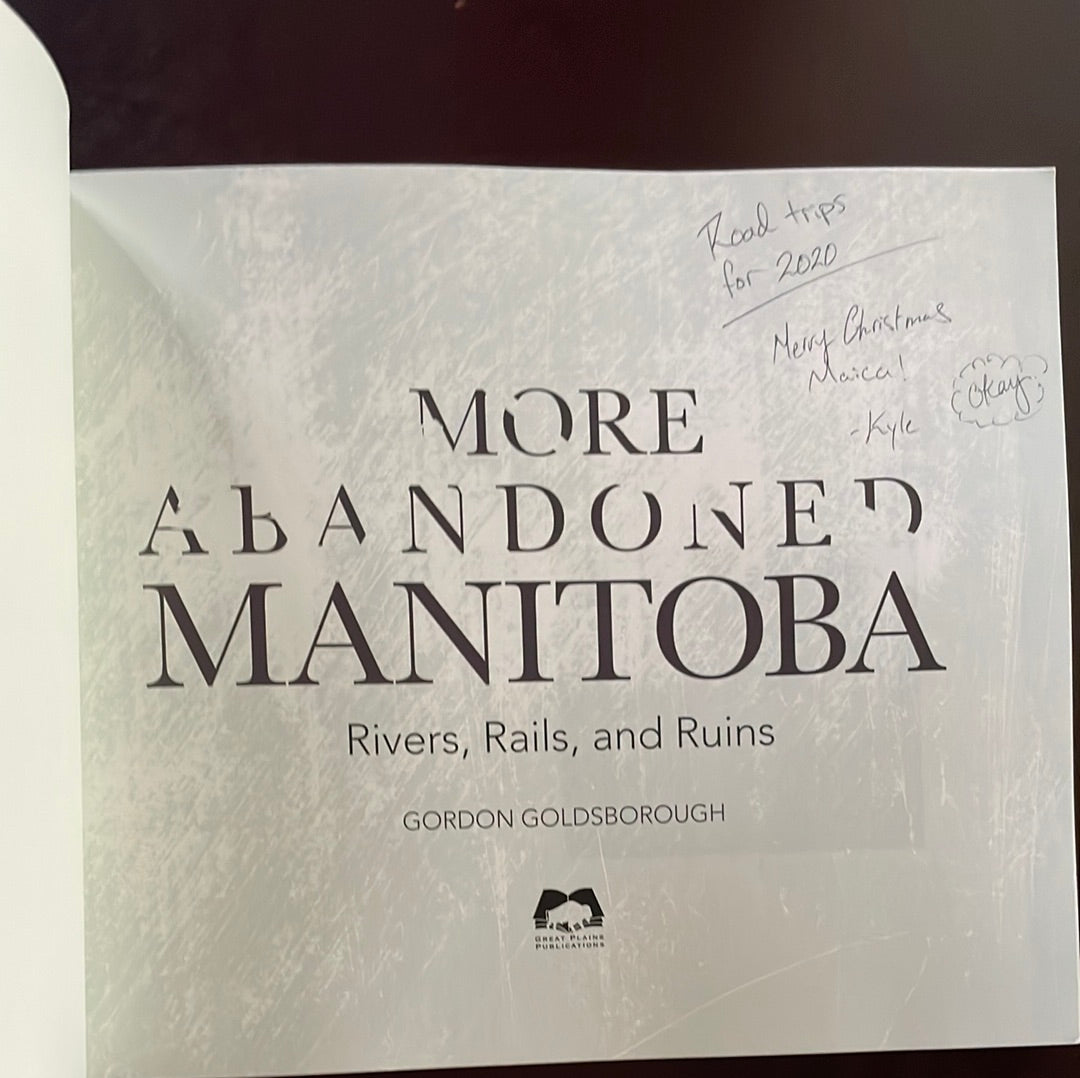 Road trips
for 2020
Merry Christmas
Maica!
-Kyle
okay
MORE
ABANDONED
MANITOBA
Rivers, Rails, and Ruins
GORDON GOLDSBOROUGH
GREAT PLAINS
PUBLICATIONS